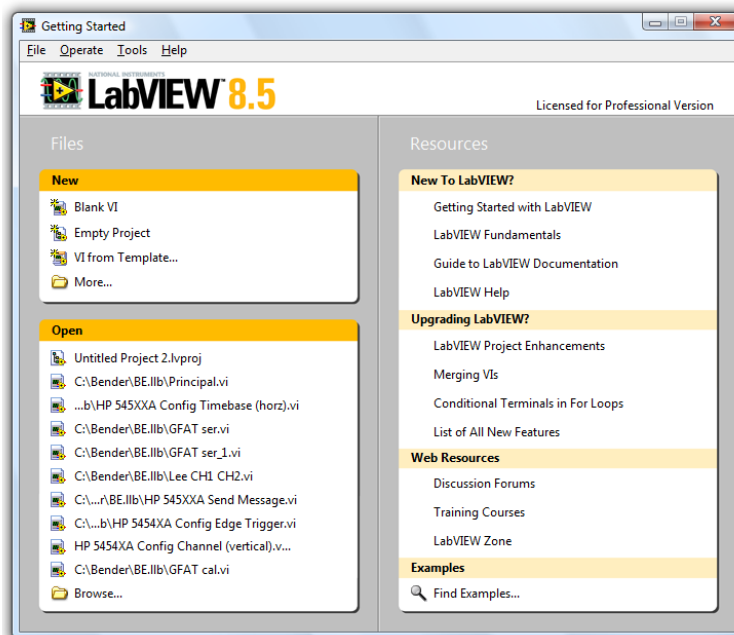 Getting Started
File Operate Tools Help
NATIONAL INSTRUMENTS
LabVIEW™ 8.5
Licensed for Professional Version
Files
New
Blank VI
Empty Project
VI from Template...
More...
Open
Untitled Project 2.lvproj
C:\Bender\BE.llb\Principal.vi
...b\HP 545XXA Config Timebase (horz).vi
C:\Bender\BE.llb\GFAT ser.vi
C:\Bender\BE.llb\GFAT ser_1.vi
C:\Bender\BE.llb\Lee CH1 CH2.vi
C:\...r\BE.llb\HP 545XXA Send Message.vi
C:\...b\HP 5454XA Config Edge Trigger.vi
HP 5454XA Config Channel (vertical).v...
C:\Bender\BE.llb\GFAT cal.vi
Browse...
Resources
New To LabVIEW?
Getting Started with LabVIEW
LabVIEW Fundamentals
Guide to LabVIEW Documentation
LabVIEW Help
Upgrading LabVIEW?
LabVIEW Project Enhancements
Merging VIs
Conditional Terminals in For Loops
List of All New Features
Web Resources
Discussion Forums
Training Courses
LabVIEW Zone
Examples
Find Examples...